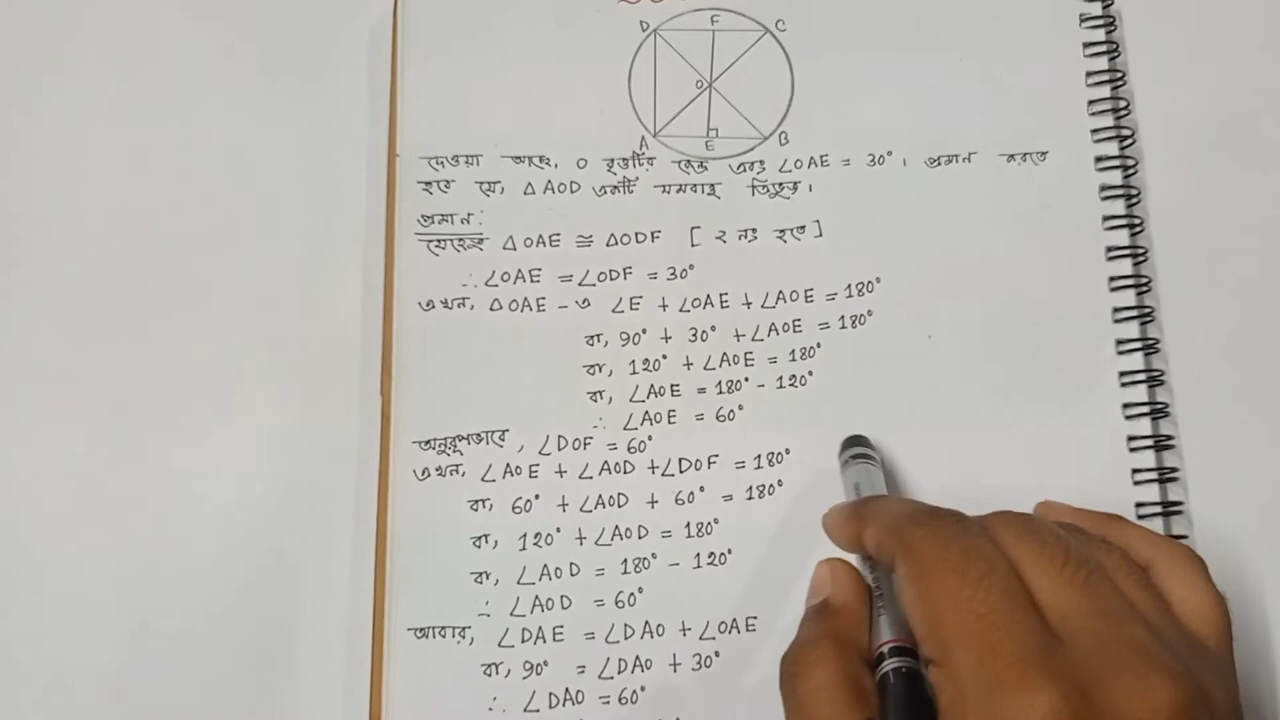 D F C
O
A E B
দেওয়া আছে, O বৃত্তটির কেন্দ্র এবং ∠OAE = 30°। প্রমাণ করতে
হবে যে, △AOD একটি সমবাহু ত্রিভুজ।
প্রমাণ:
যেহেতু △OAE ≅ △ODF [২ নং হতে]
∴ ∠OAE = ∠ODF = 30°
তখন, △OAE - এ ∠E + ∠OAE + ∠AOE = 180°
বা, 90° + 30° + ∠AOE = 180°
বা, 120° + ∠AOE = 180°
বা, ∠AOE = 180° - 120°
∴ ∠AOE = 60°
অনুরূপভাবে, ∠DOF = 60°
তখন, ∠AOE + ∠AOD + ∠DOF = 180°
বা, 60° + ∠AOD + 60° = 180°
বা, 120° + ∠AOD = 180°
বা, ∠AOD = 180° - 120°
∴ ∠AOD = 60°
আবার, ∠DAE = ∠DAO + ∠OAE
বা, 90° = ∠DAO + 30°
∴ ∠DAO = 60°